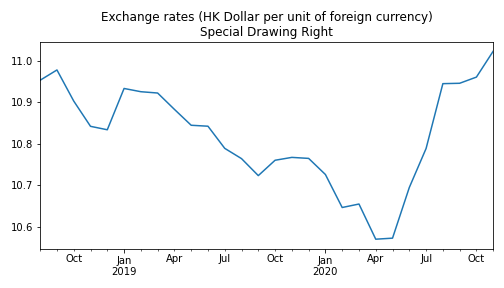 Exchange rates (HK Dollar per unit of foreign currency)
Special Drawing Right
11.0
10.9
10.8
10.7
10.6
Oct Jan Apr Jul Oct Jan Apr Jul Oct
2019 2020